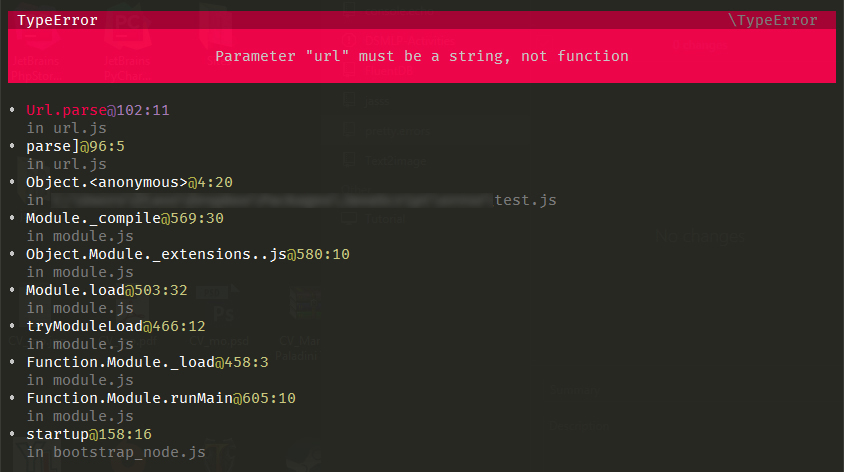 TypeError \TypeError
Parameter "url" must be a string, not function
• Url.parse@102:11
in url.js
• parse]@96:5
in url.js
• Object.<anonymous>@4:20
in test.js
• Module._compile@569:30
in module.js
• Object.Module._extensions..js@580:10
in module.js
• Module.load@503:32
in module.js
• tryModuleLoad@466:12
in module.js
• Function.Module._load@458:3
in module.js
• Function.Module.runMain@605:10
in module.js
• startup@158:16
in bootstrap_node.js